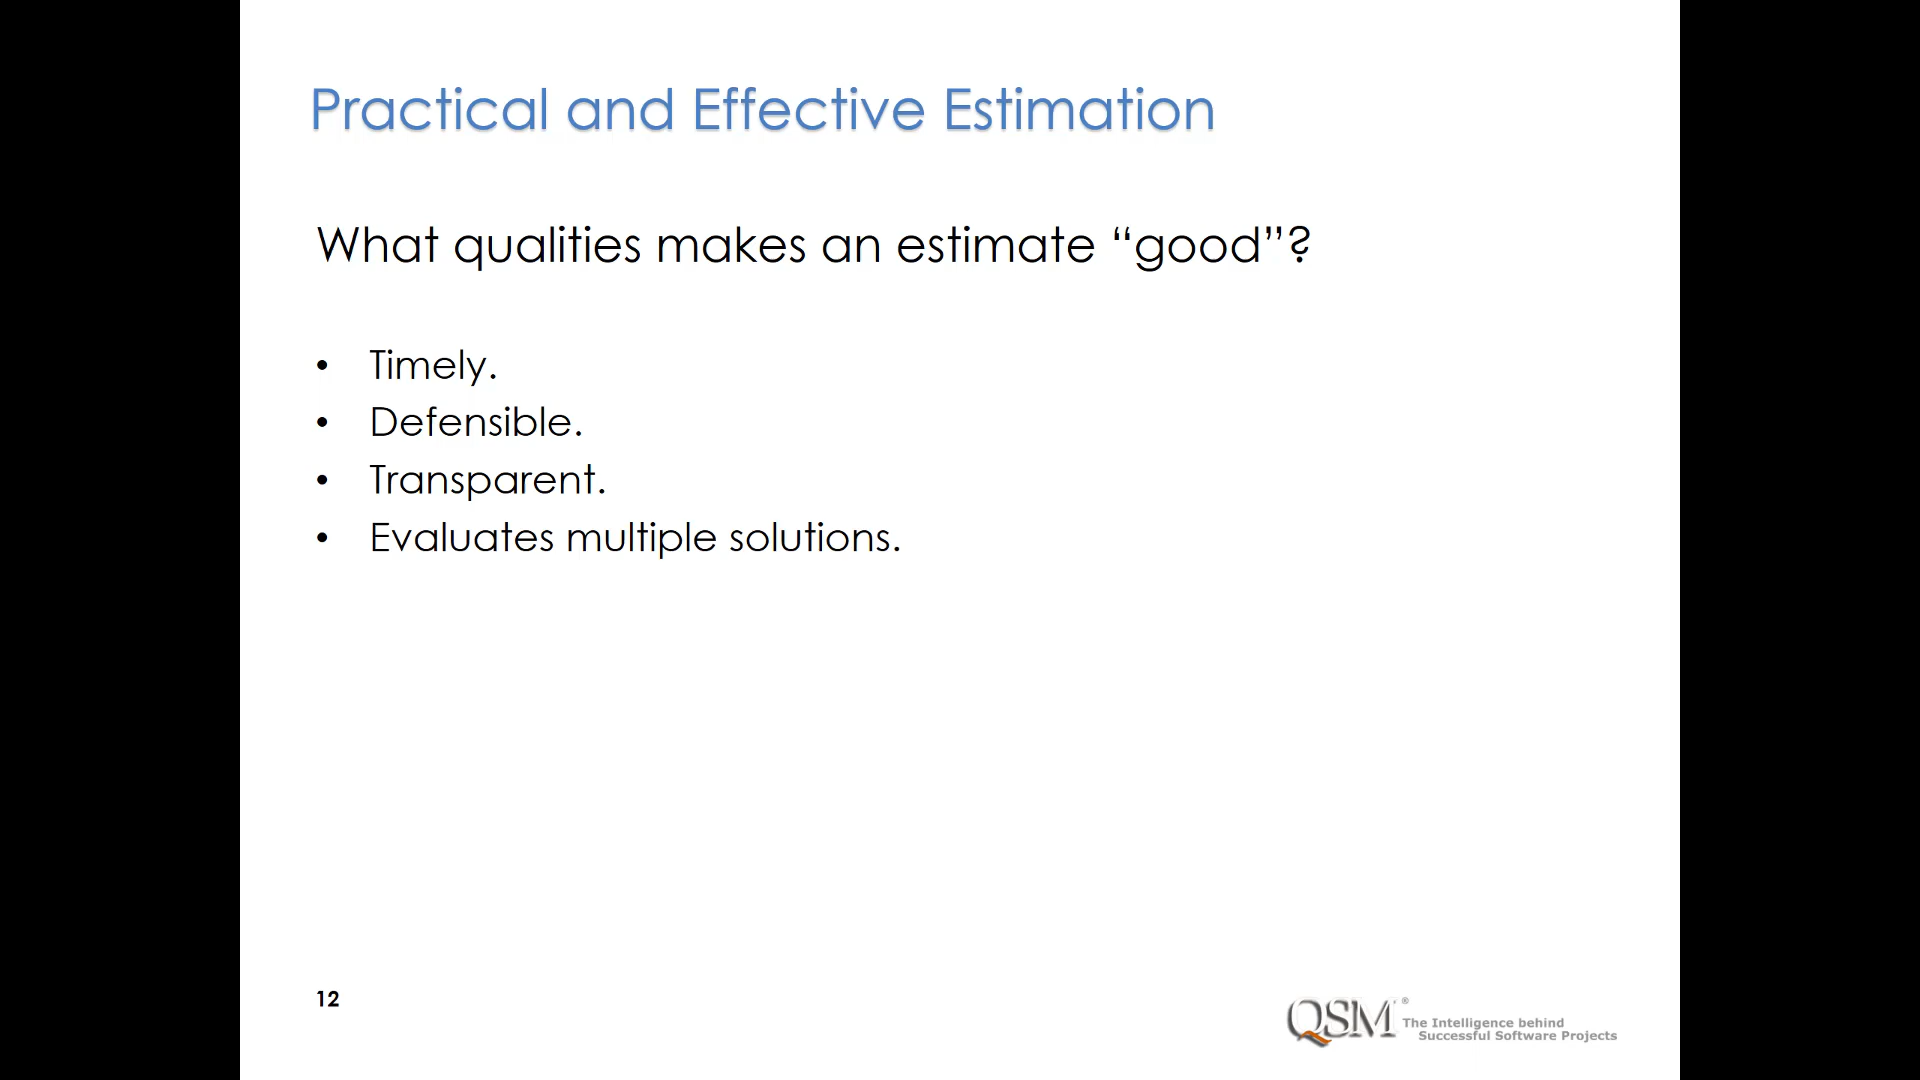 Practical and Effective Estimation
What qualities makes an estimate “good”?
• Timely.
• Defensible.
• Transparent.
• Evaluates multiple solutions.
12
QSM®
The Intelligence behind
Successful Software Projects